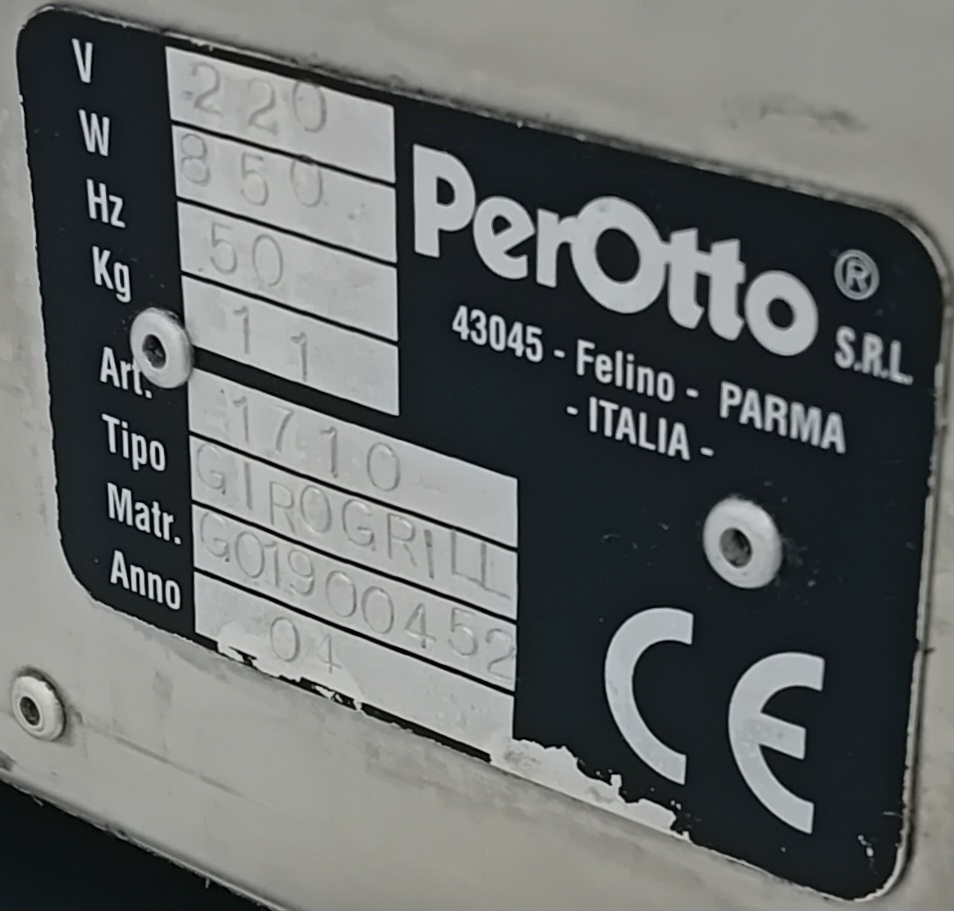 V 220
W 850
Hz 50
Kg 11
Art. 1710
Tipo GIROGRILL
Matr. G01900452
Anno 04
PerOtto® S.R.L.
43045 - Felino - PARMA
- ITALIA -
CE